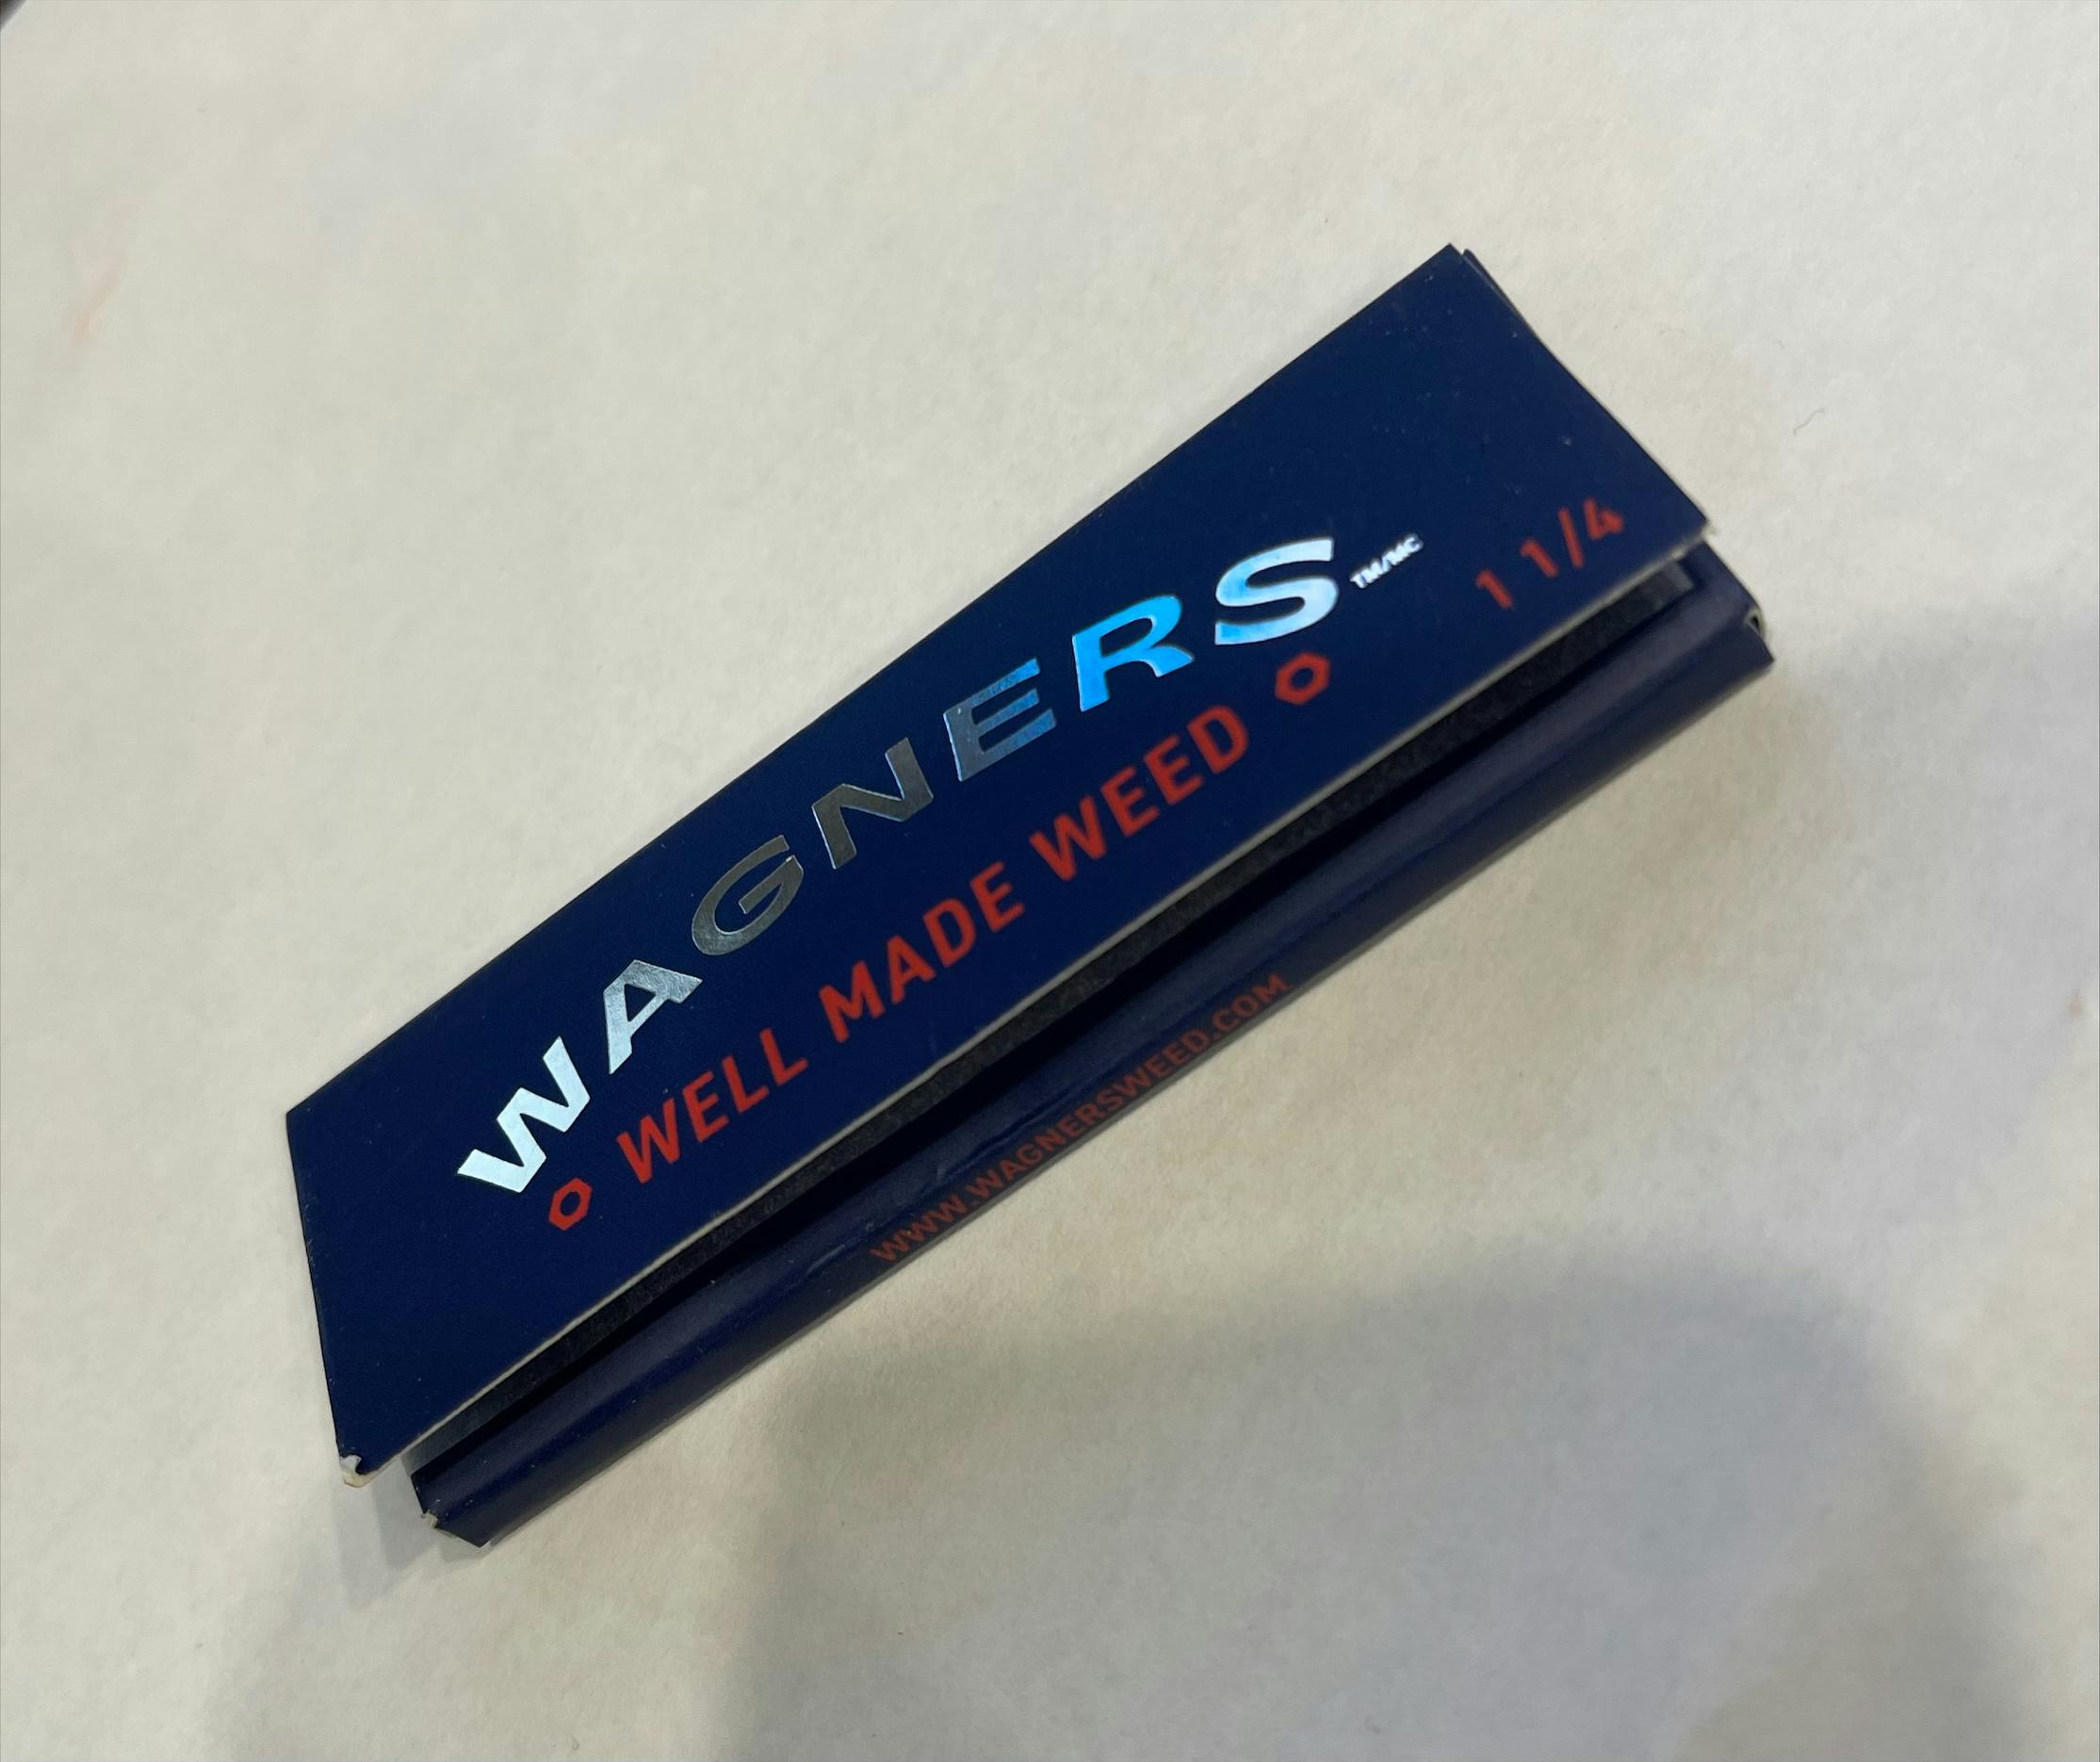 WAGNERS TM/MC
WELL MADE WEED
1 1/4
WWW.WAGNERSWEED.COM